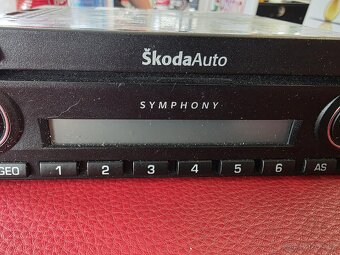 ŠkodaAuto
SYMPHONY
GEO 1 2 3 4 5 6 AS